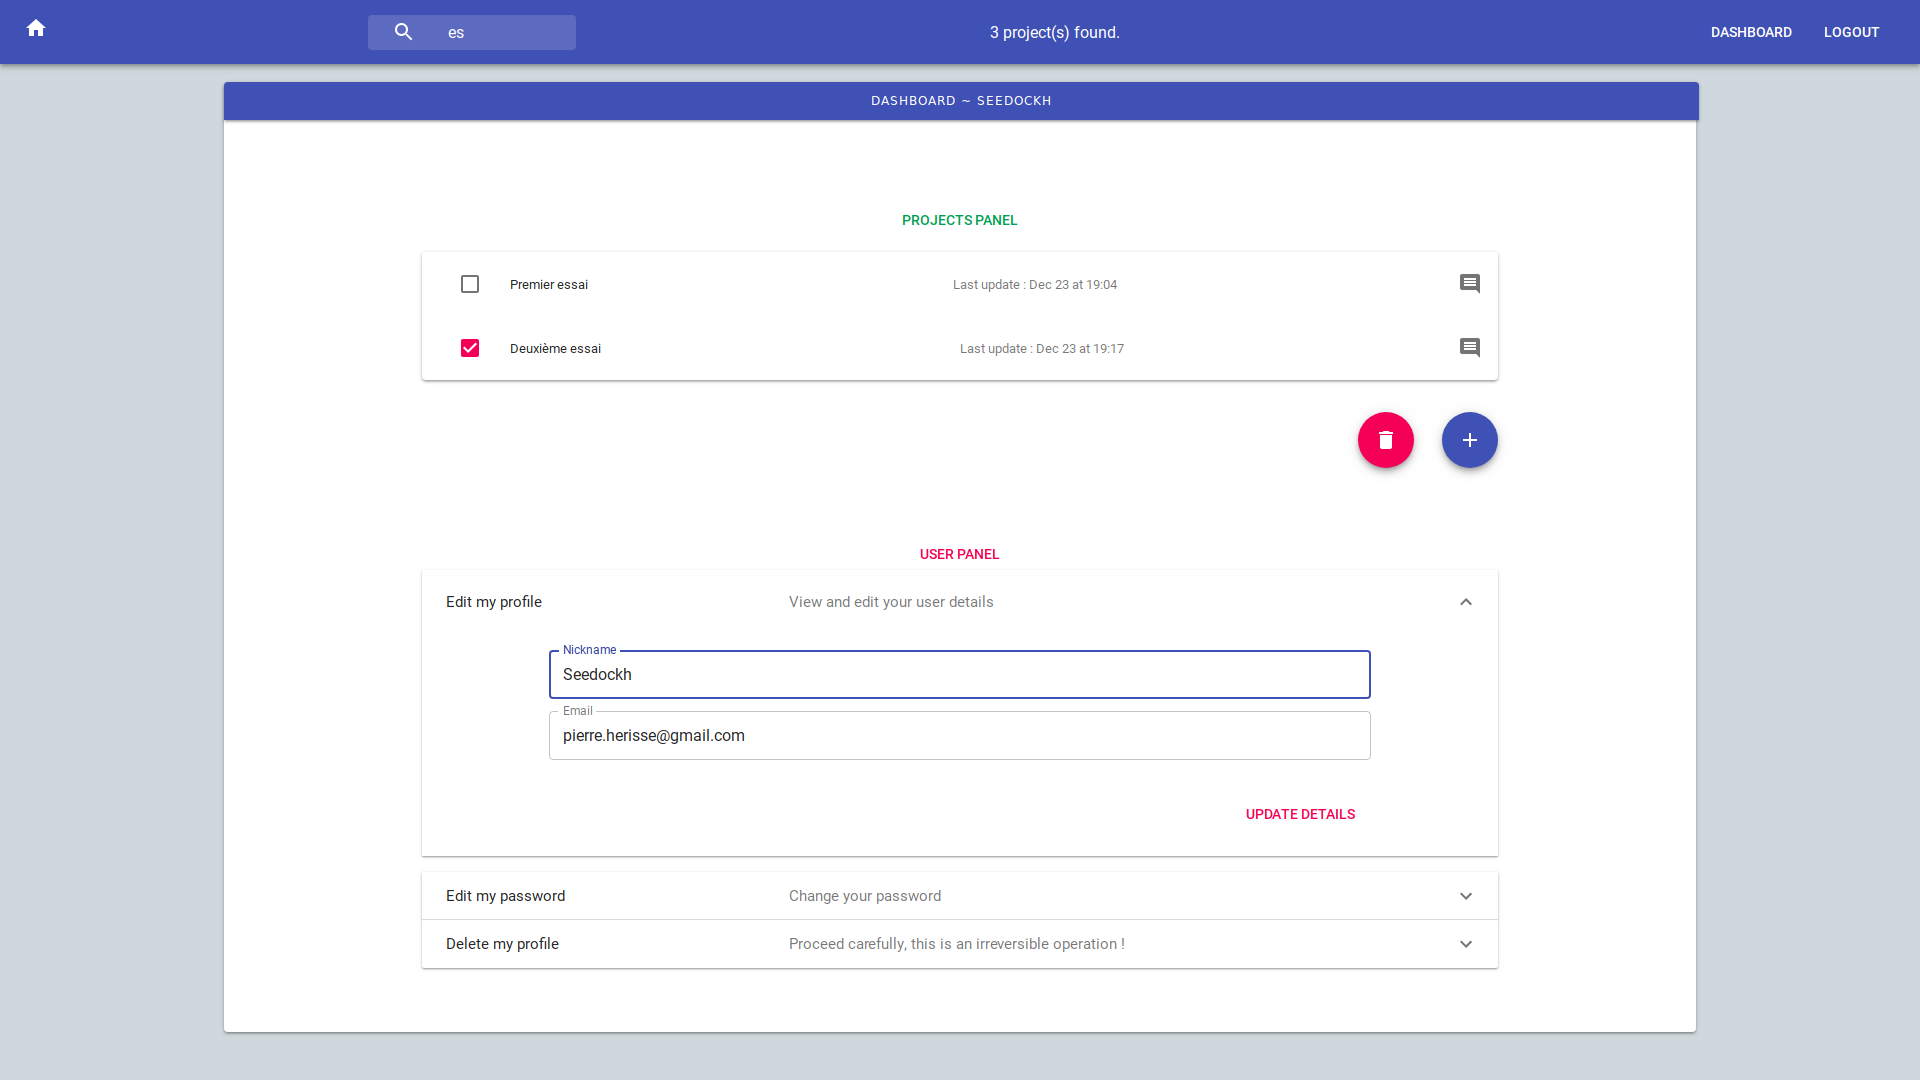 es
3 project(s) found.
DASHBOARD
LOGOUT
DASHBOARD ~ SEEDOCKH
PROJECTS PANEL
Premier essai
Last update : Dec 23 at 19:04
Deuxième essai
Last update : Dec 23 at 19:17
USER PANEL
Edit my profile
View and edit your user details
Nickname
Seedockh
Email
pierre.herisse@gmail.com
UPDATE DETAILS
Edit my password
Change your password
Delete my profile
Proceed carefully, this is an irreversible operation !